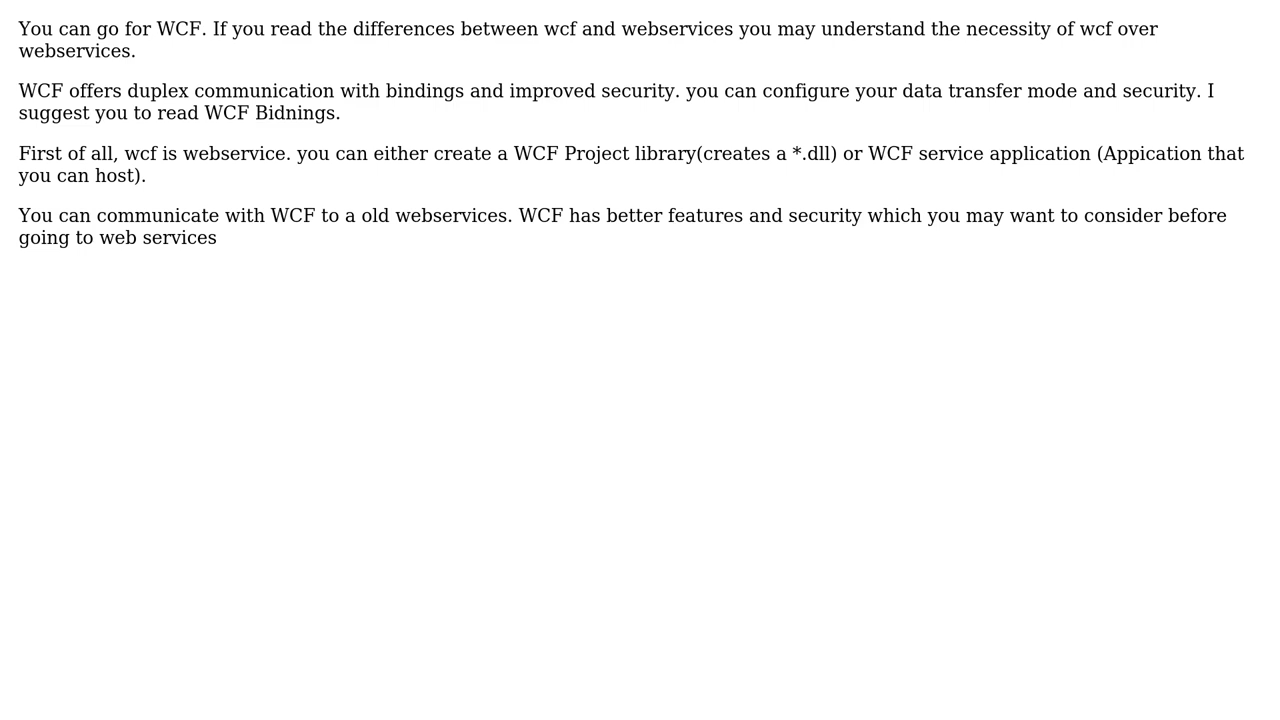 You can go for WCF. If you read the differences between wcf and webservices you may understand the necessity of wcf over
webservices.
WCF offers duplex communication with bindings and improved security. you can configure your data transfer mode and security. I
suggest you to read WCF Bidnings.
First of all, wcf is webservice. you can either create a WCF Project library(creates a *.dll) or WCF service application (Appication that
you can host).
You can communicate with WCF to a old webservices. WCF has better features and security which you may want to consider before
going to web services